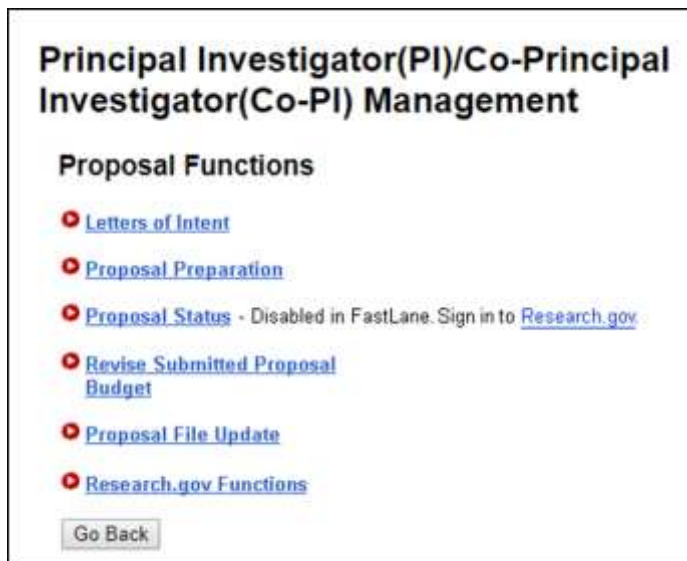 Principal Investigator(PI)/Co-Principal
Investigator(Co-PI) Management
Proposal Functions
Letters of Intent
Proposal Preparation
Proposal Status - Disabled in FastLane. Sign in to Research.gov.
Revise Submitted Proposal
Budget
Proposal File Update
Research.gov Functions
Go Back